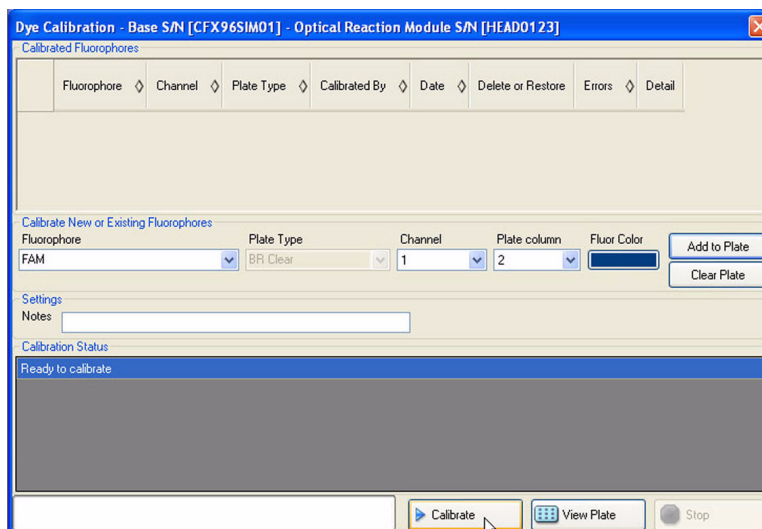 Dye Calibration - Base S/N [CFX96SIM01] - Optical Reaction Module S/N [HEAD0123]
Calibrated Fluorophores
Fluorophore Channel Plate Type Calibrated By Date Delete or Restore Errors Detail
Calibrate New or Existing Fluorophores
Fluorophore Plate Type Channel Plate column Fluor Color
FAM BR Clear 1 2
Add to Plate
Clear Plate
Settings
Notes
Calibration Status
Ready to calibrate
Calibrate View Plate Stop